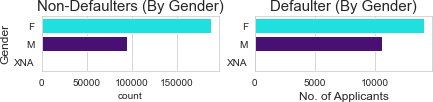 Non-Defaulters (By Gender)
Gender
F
M
XNA
0 50000 100000 150000
count
Defaulter (By Gender)
F
M
XNA
0 5000 10000
No. of Applicants